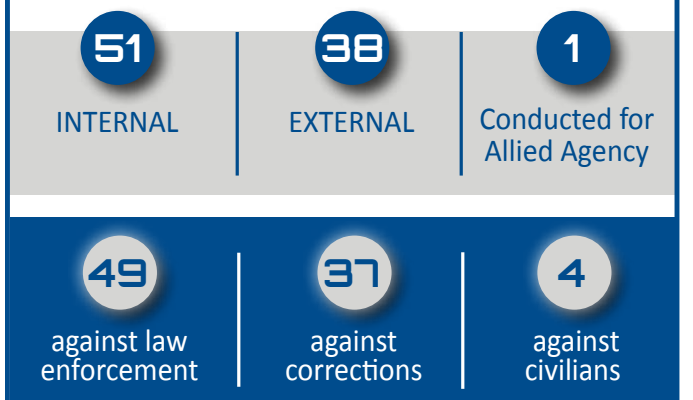 51 38 1
INTERNAL EXTERNAL Conducted for
Allied Agency
49 37 4
against law against against
enforcement corrections civilians